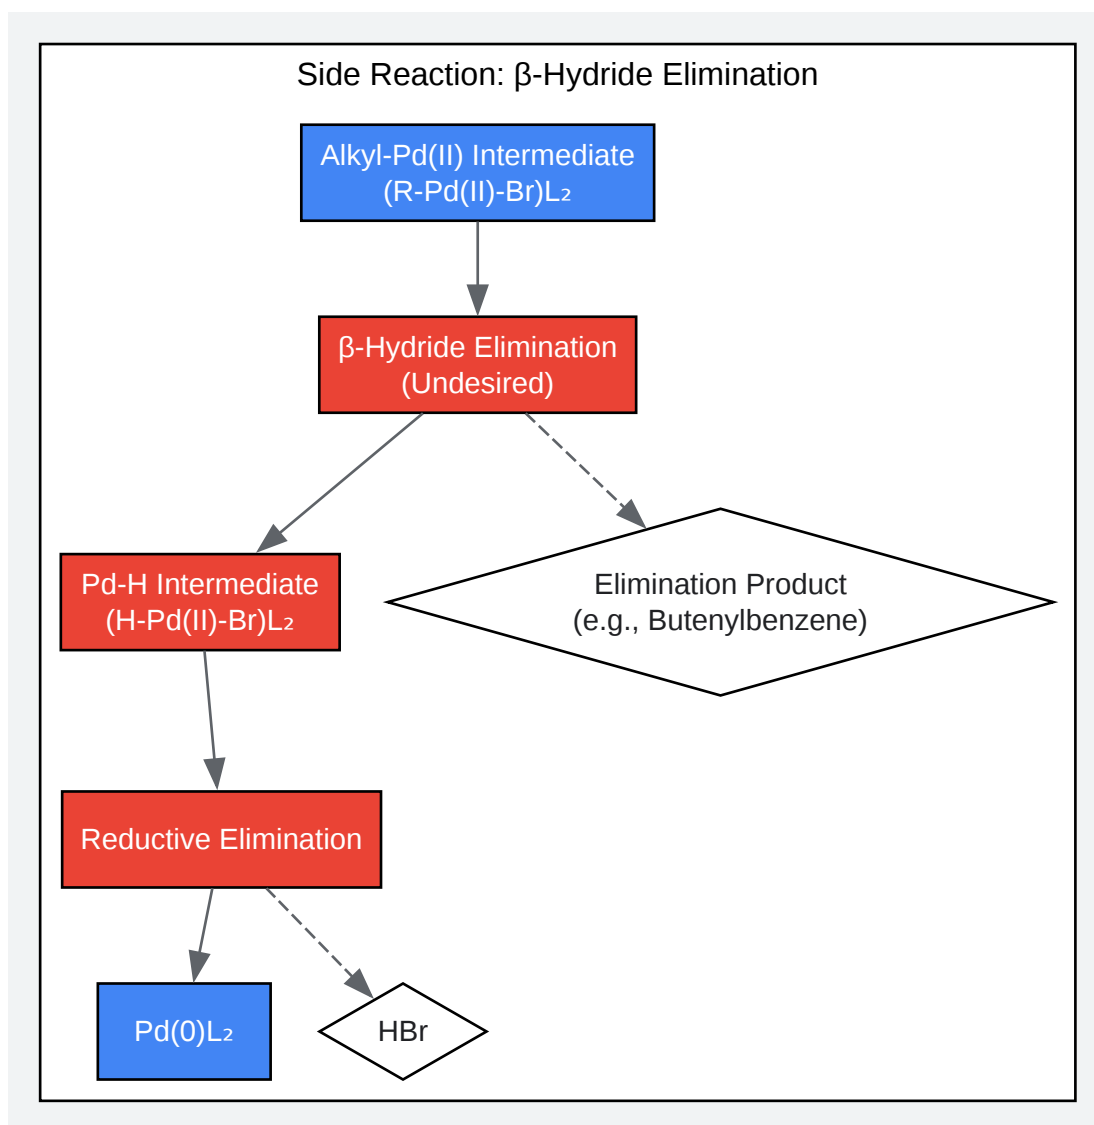 Side Reaction: β-Hydride Elimination
Alkyl-Pd(II) Intermediate
(R-Pd(II)-Br)L₂
β-Hydride Elimination
(Undesired)
Pd-H Intermediate
(H-Pd(II)-Br)L₂
Elimination Product
(e.g., Butenylbenzene)
Reductive Elimination
Pd(0)L₂
HBr